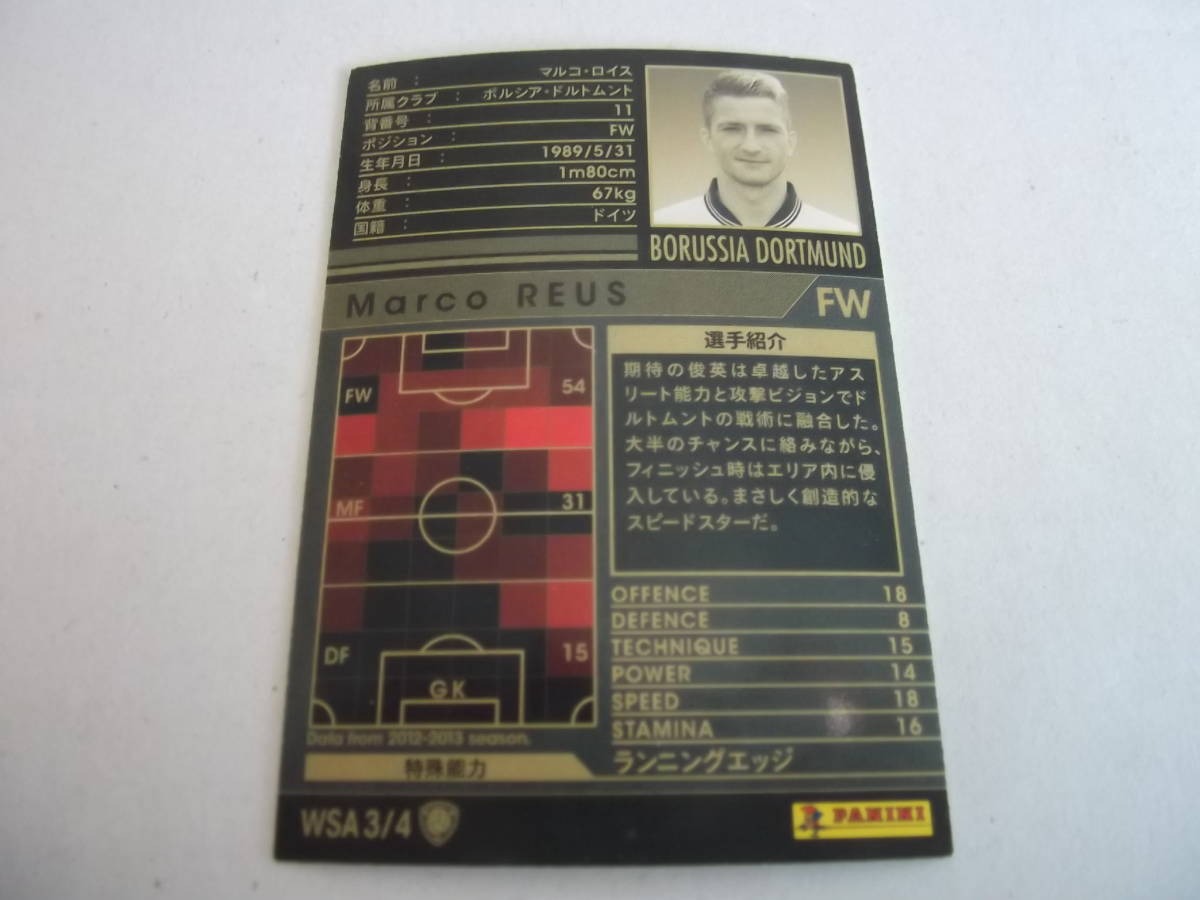 名前 : マルコ・ロイス
所属クラブ : ボルシア・ドルトムント
背番号 : 11
ポジション : FW
生年月日 : 1989/5/31
身長 : 1m80cm
体重 : 67kg
国籍 : ドイツ
BORUSSIA DORTMUND
Marco REUS
FW
FW 54
MF 31
DF 15
GK
Data from 2012-2013 season.
選手紹介
期待の俊英は卓越したアス
リート能力と攻撃ビジョンでド
ルトムントの戦術に融合した。
大半のチャンスに絡みながら、
フィニッシュ時はエリア内に侵
入している。まさしく創造的な
スピードスターだ。
OFFENCE 18
DEFENCE 8
TECHNIQUE 15
POWER 14
SPEED 18
STAMINA 16
特殊能力 ランニングエッジ
WSA 3/4
PANINI